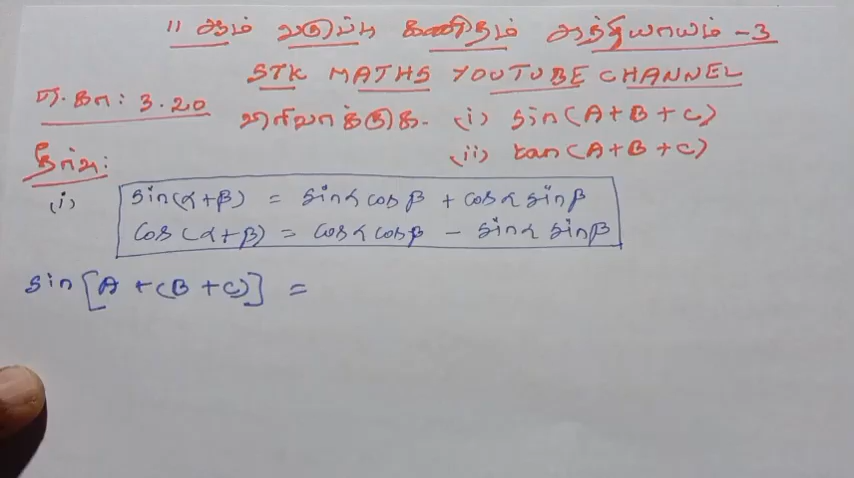 11 ஆம் வகுப்பு கணிதம் அத்தியாயம் -3
STK MATHS YOUTUBE CHANNEL
எ.கா: 3.20 விரிவாக்குக. (i) sin(A+B+C)
(ii) tan(A+B+C)
தீர்வு:
(i) sin(α+β) = sinα cosβ + cosα sinβ
cos(α+β) = cosα cosβ - sinα sinβ
sin[A+(B+C)] =